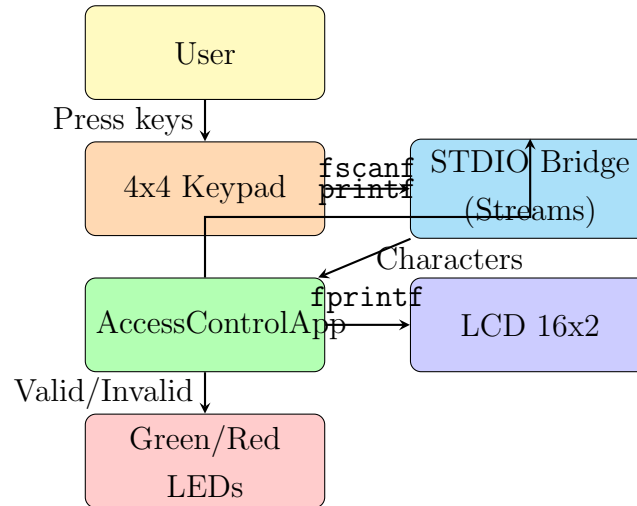 User
Press keys
4x4 Keypad
fscanf
printf
STDIO Bridge
(Streams)
Characters
AccessControlApp
fprintf
LCD 16x2
Valid/Invalid
Green/Red
LEDs